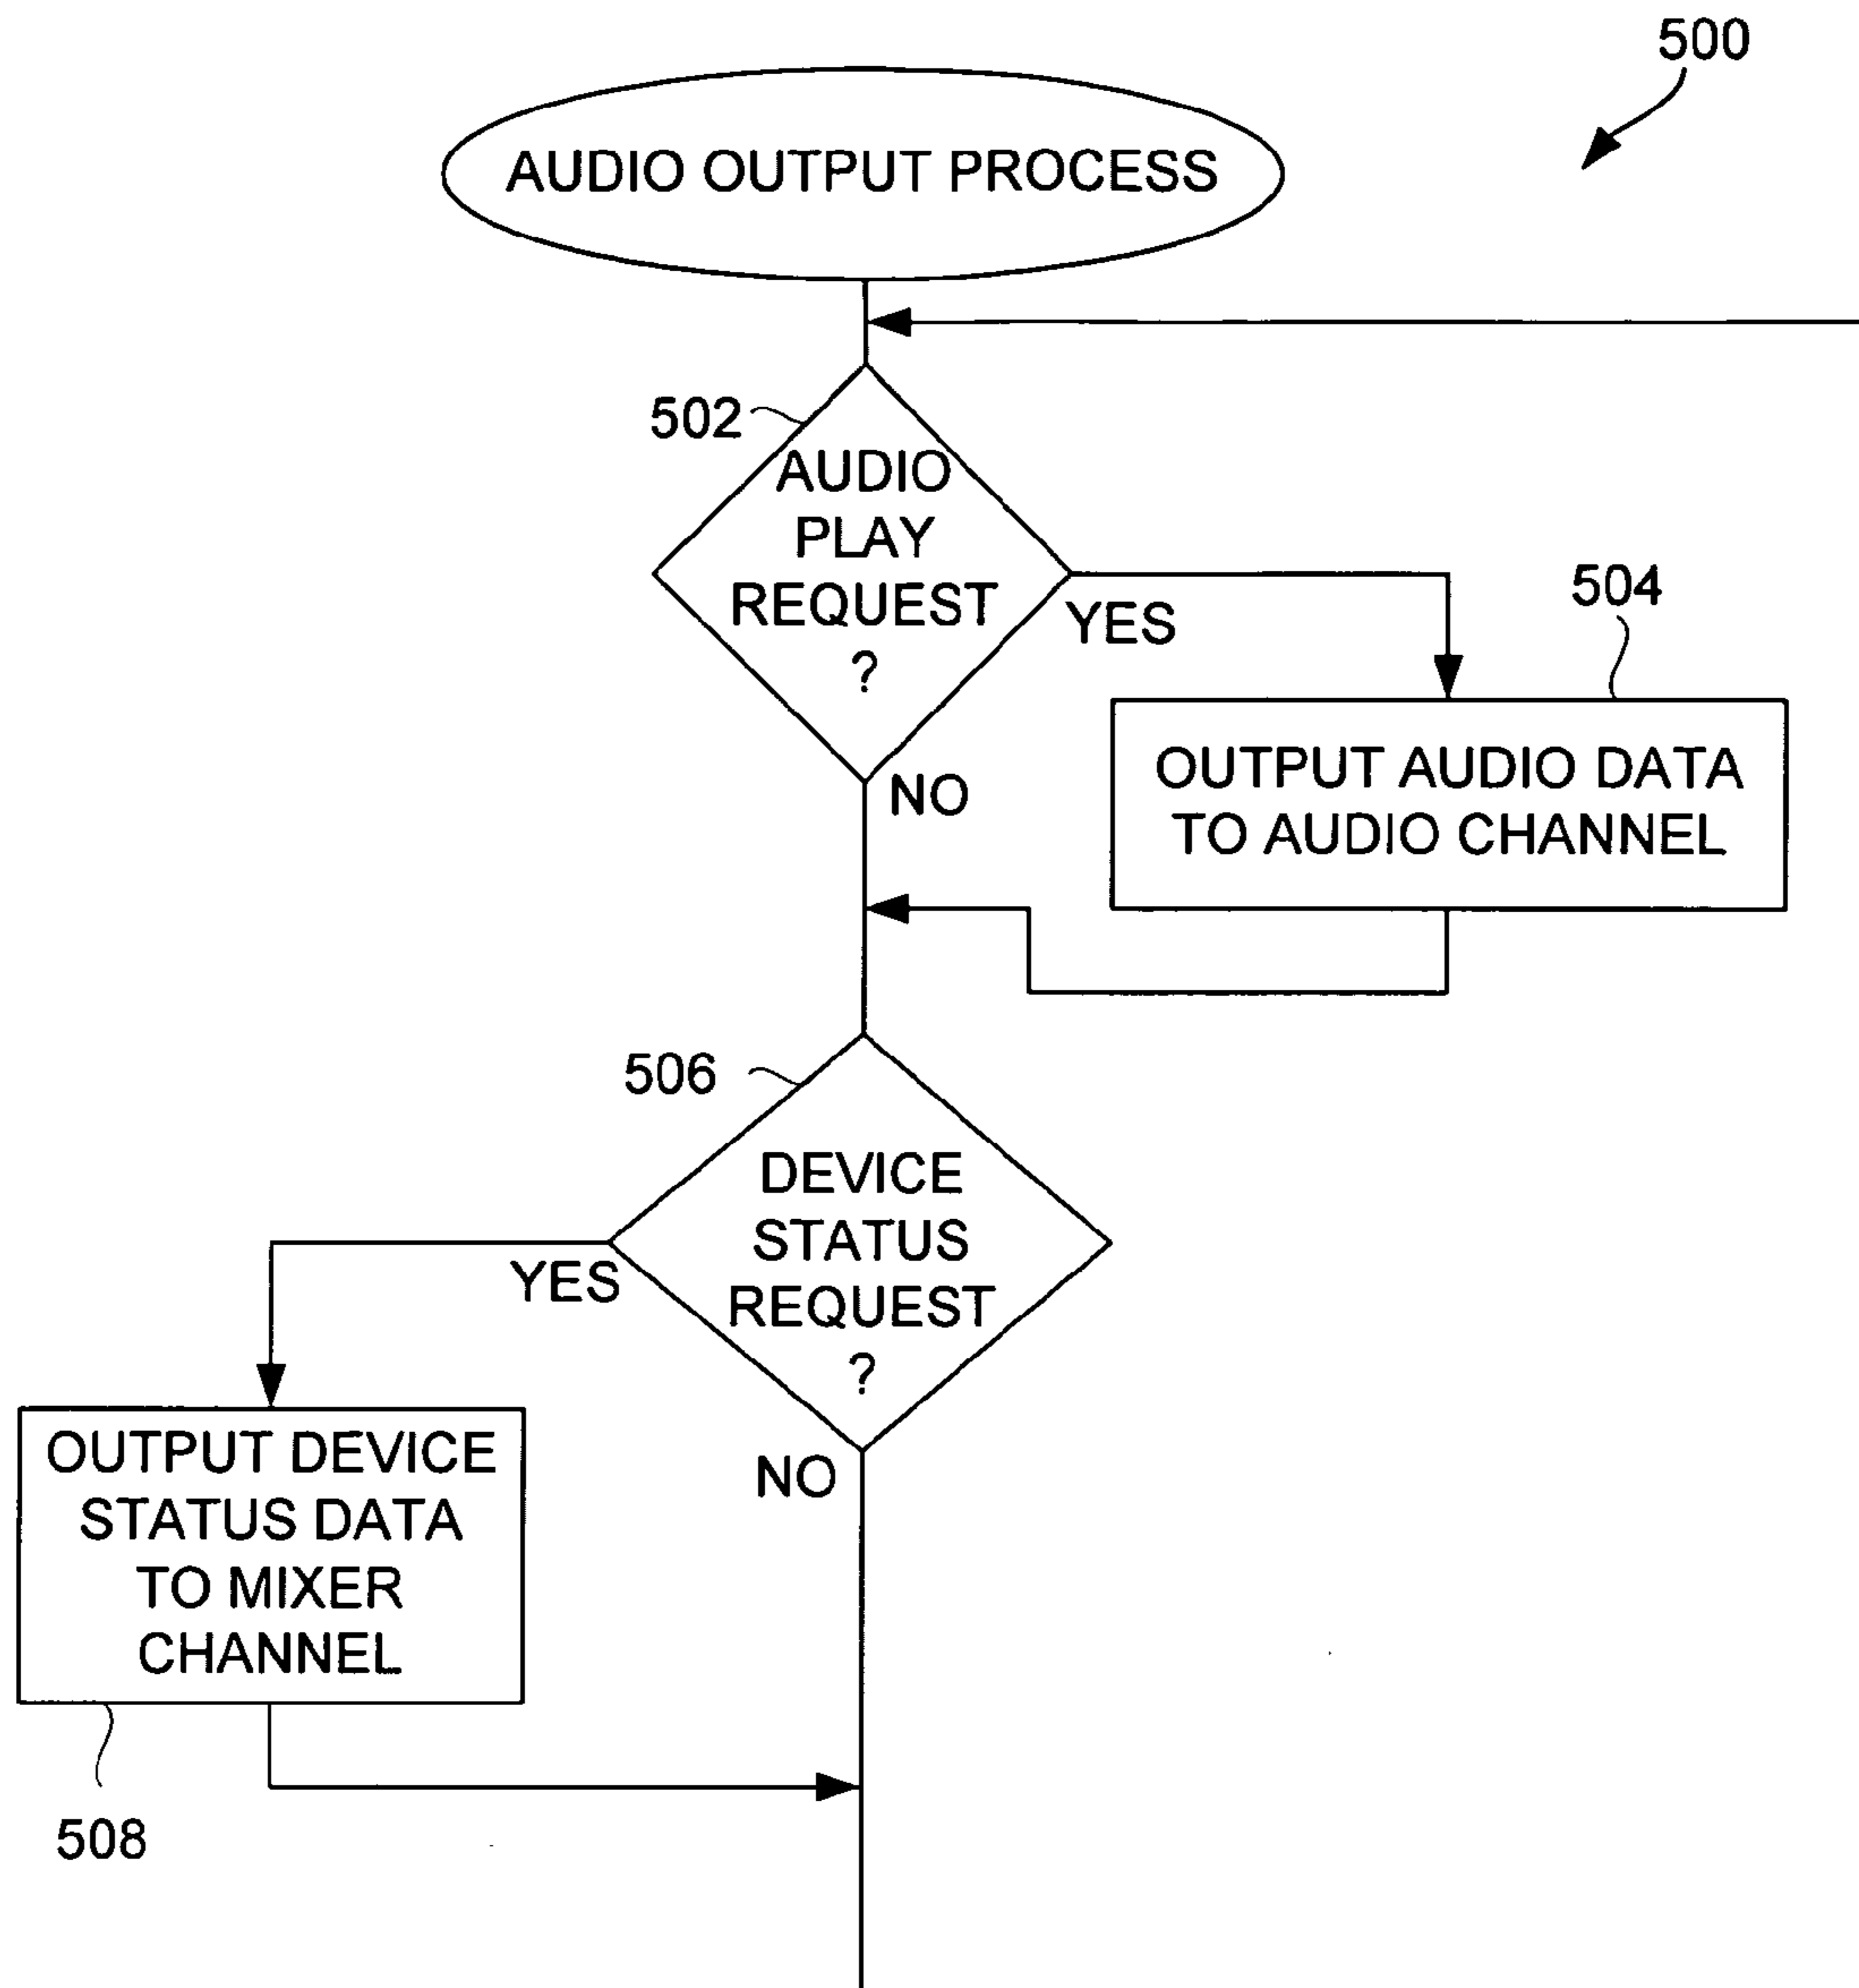 500
AUDIO OUTPUT PROCESS
502
AUDIO
PLAY
REQUEST
?
YES
504
NO
OUTPUT AUDIO DATA
TO AUDIO CHANNEL
506
DEVICE
STATUS
REQUEST
?
YES
NO
OUTPUT DEVICE
STATUS DATA
TO MIXER
CHANNEL
508